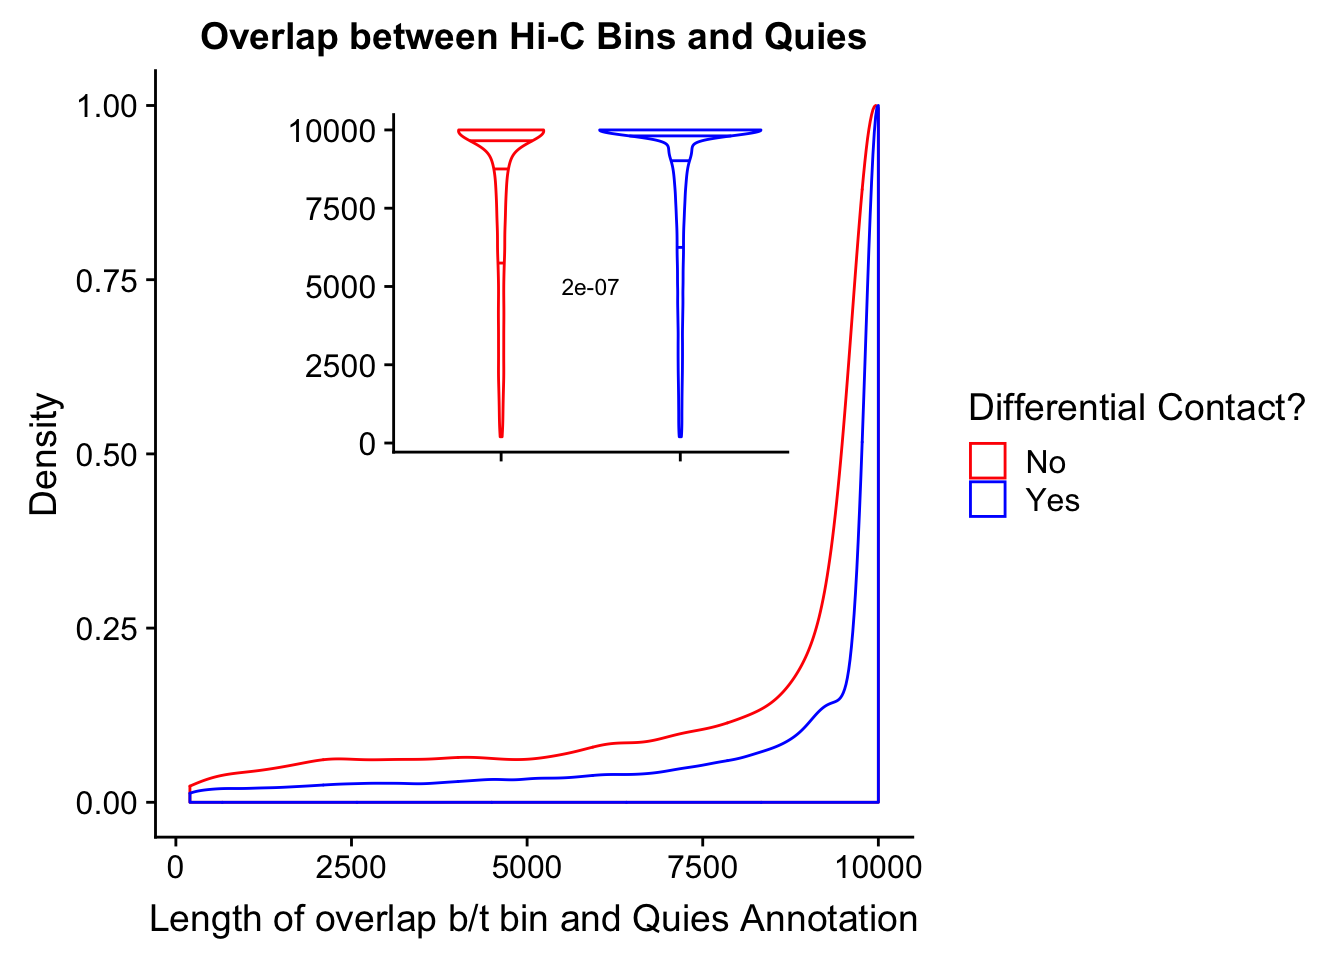 Overlap between Hi-C Bins and Quies
Density
1.00
0.75
0.50
0.25
0.00
10000
7500
5000
2500
0
2e-07
0 2500 5000 7500 10000
Length of overlap b/t bin and Quies Annotation
Differential Contact?
No
Yes